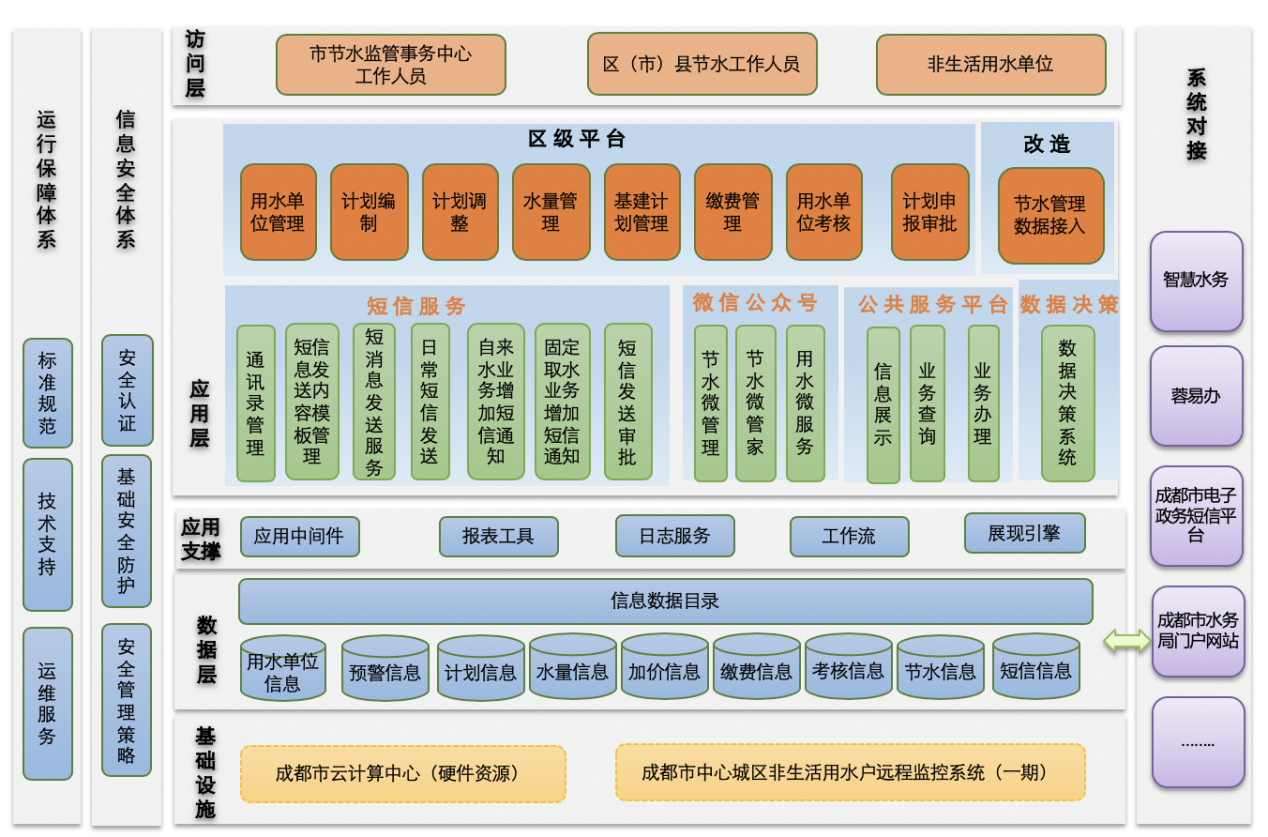 运行保障体系
标准规范
技术支持
运维服务
信息安全体系
安全认证
基础安全防护
安全管理策略
访问层
市节水监管事务中心
工作人员
区（市）县节水工作人员
非生活用水单位
应用层
区级平台
用水单
位管理
计划编
制
计划调
整
水量管
理
基建计
划管理
缴费管
理
用水单
位考核
计划申
报审批
改造
节水管理
数据接入
短信服务
通讯录管理
短信
息发
送内
容模
板管
理
短消息发送服务
日常短信发送
自来
水业
务增
加短
信通
知
固定
取水
业务
增加
短信
通知
短信发送审批
微信公众号
节水微管理
节水微管家
用水微服务
公共服务平台
信息展示
业务查询
业务办理
数据决策
数据决策系统
应用
支撑
应用中间件
报表工具
日志服务
工作流
展现引擎
数据层
信息数据目录
用水单位
信息
预警信息
计划信息
水量信息
加价信息
缴费信息
考核信息
节水信息
短信信息
基础设施
成都市云计算中心（硬件资源）
成都市中心城区非生活用水户远程监控系统（一期）
系统对接
智慧水务
蓉易办
成都市电子
政务短信平
台
成都市水务
局门户网站
........